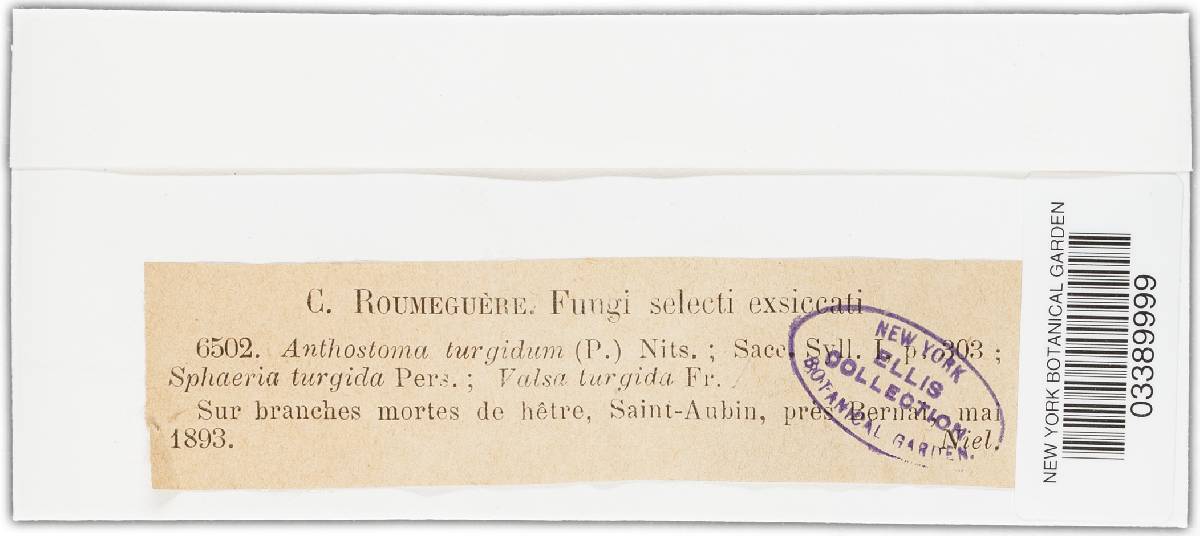 C. ROUMEGUÈRE. Fungi selecti exsiccati
6502. Anthostoma turgidum (P.) Nits. ; Sacc. Syll. I, p. 303 ;
Sphaeria turgida Pers. ; Valsa turgida Fr.
Sur branches mortes de hêtre, Saint-Aubin, près mai
1893. Niel.
NEW YORK
ELLIS
COLLECTION
BOTANICAL GARDEN.
NEW YORK BOTANICAL GARDEN
03389999